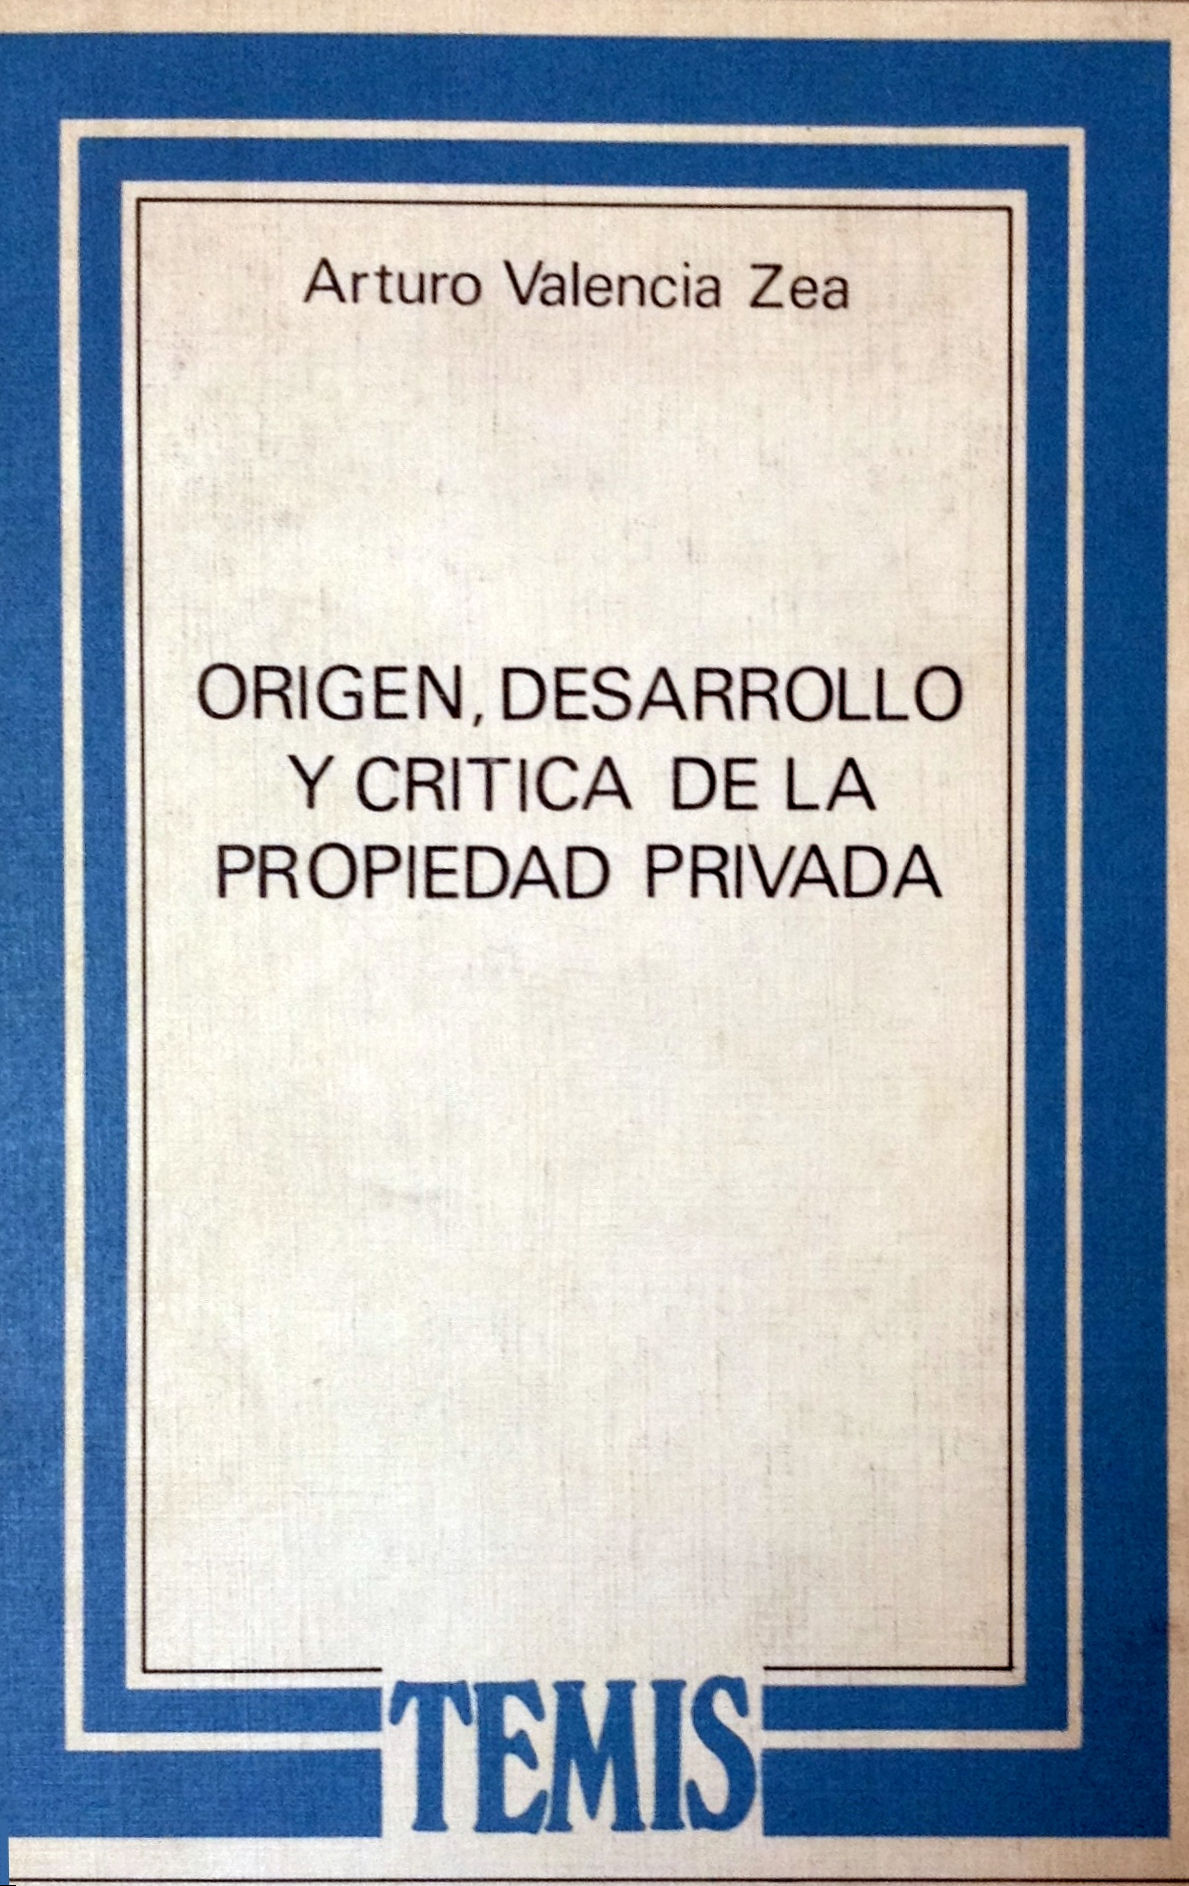 Arturo Valencia Zea
ORIGEN, DESARROLLO
Y CRITICA DE LA
PROPIEDAD PRIVADA
TEMIS